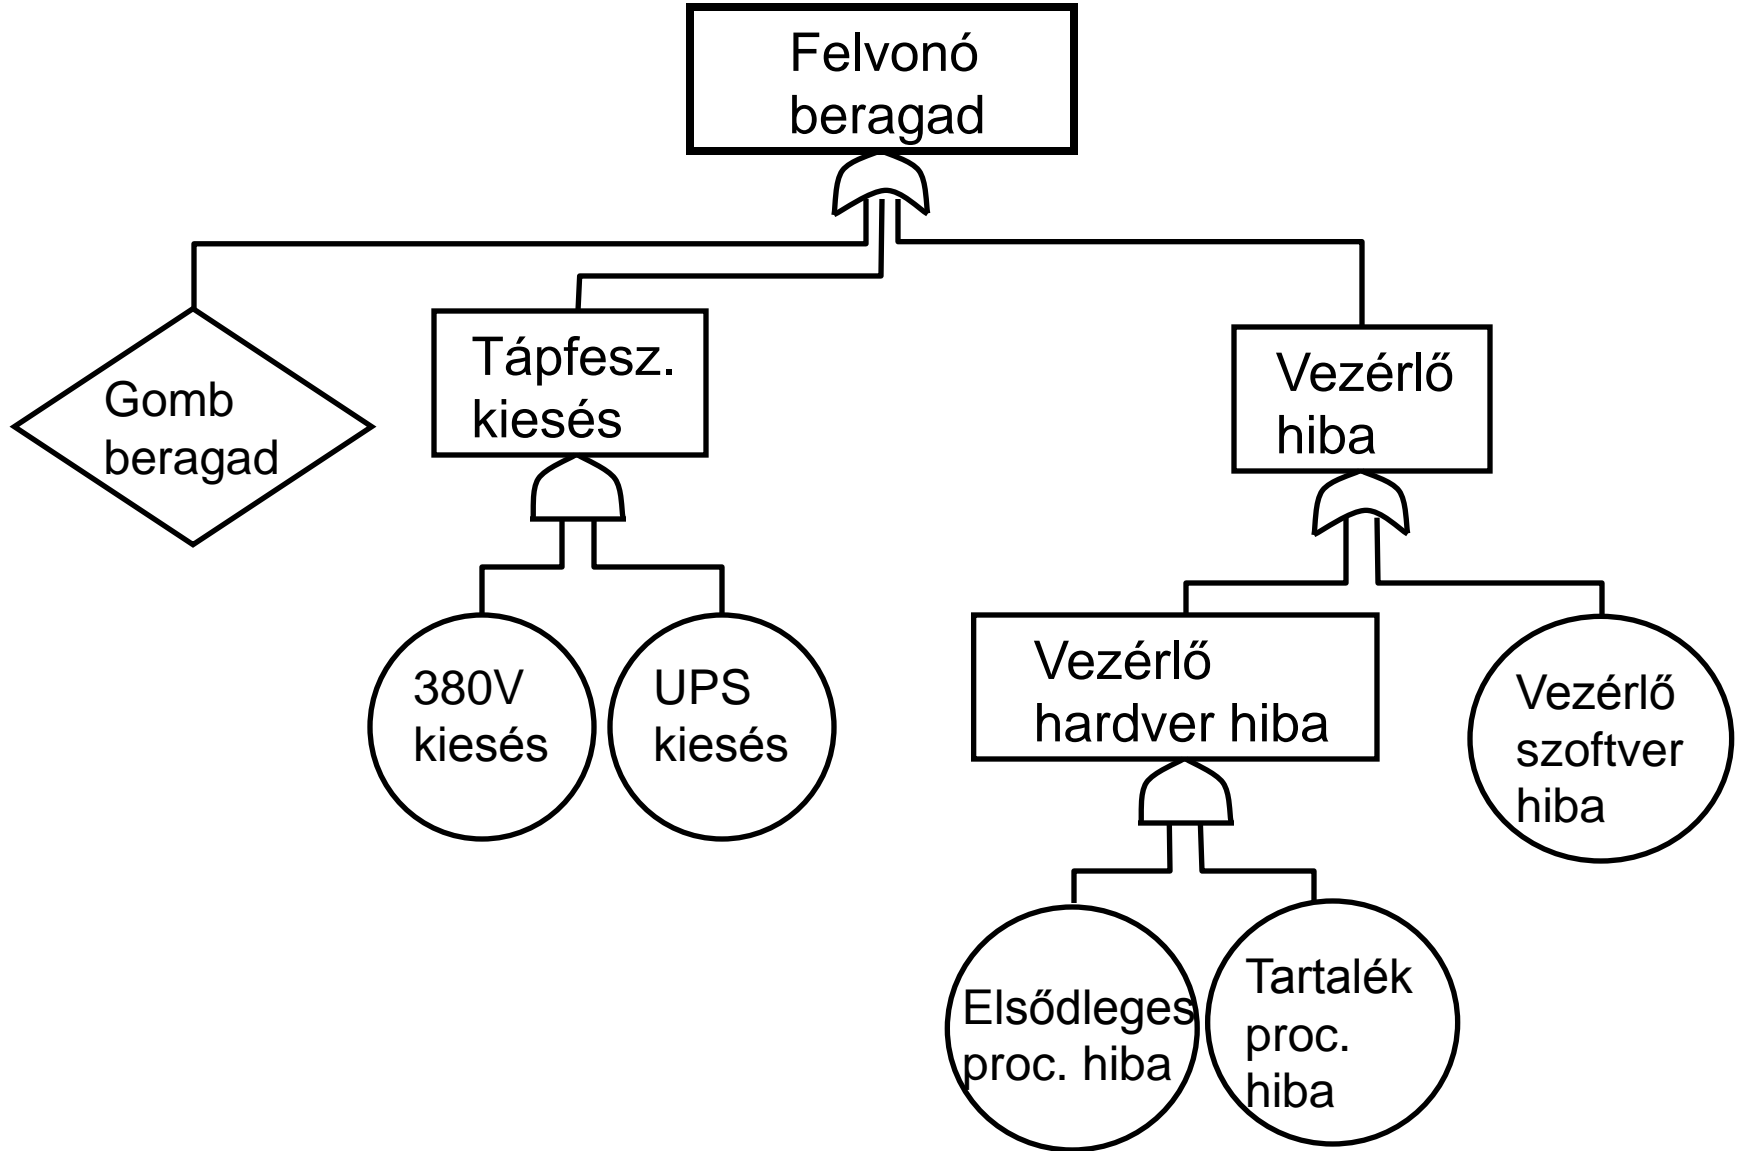 Felvonó
beragad
Gomb
beragad
Tápfesz.
kiesés
Vezérlő
hiba
380V
kiesés
UPS
kiesés
Vezérlő
hardver hiba
Vezérlő
szoftver
hiba
Elsődleges
proc. hiba
Tartalék
proc.
hiba